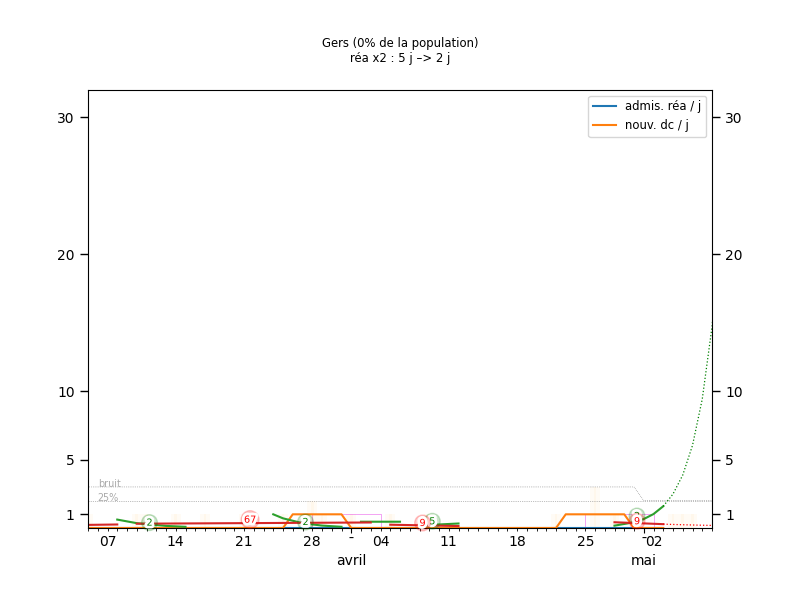 Gers (0% de la population)
réa x2 : 5 j –> 2 j
admis. réa / j
nouv. dc / j
30 30
20 20
10 10
5 5
bruit
25%
1 1
2 67 2 9 5 9
07 14 21 28 - 04 11 18 25 - 02
avril mai